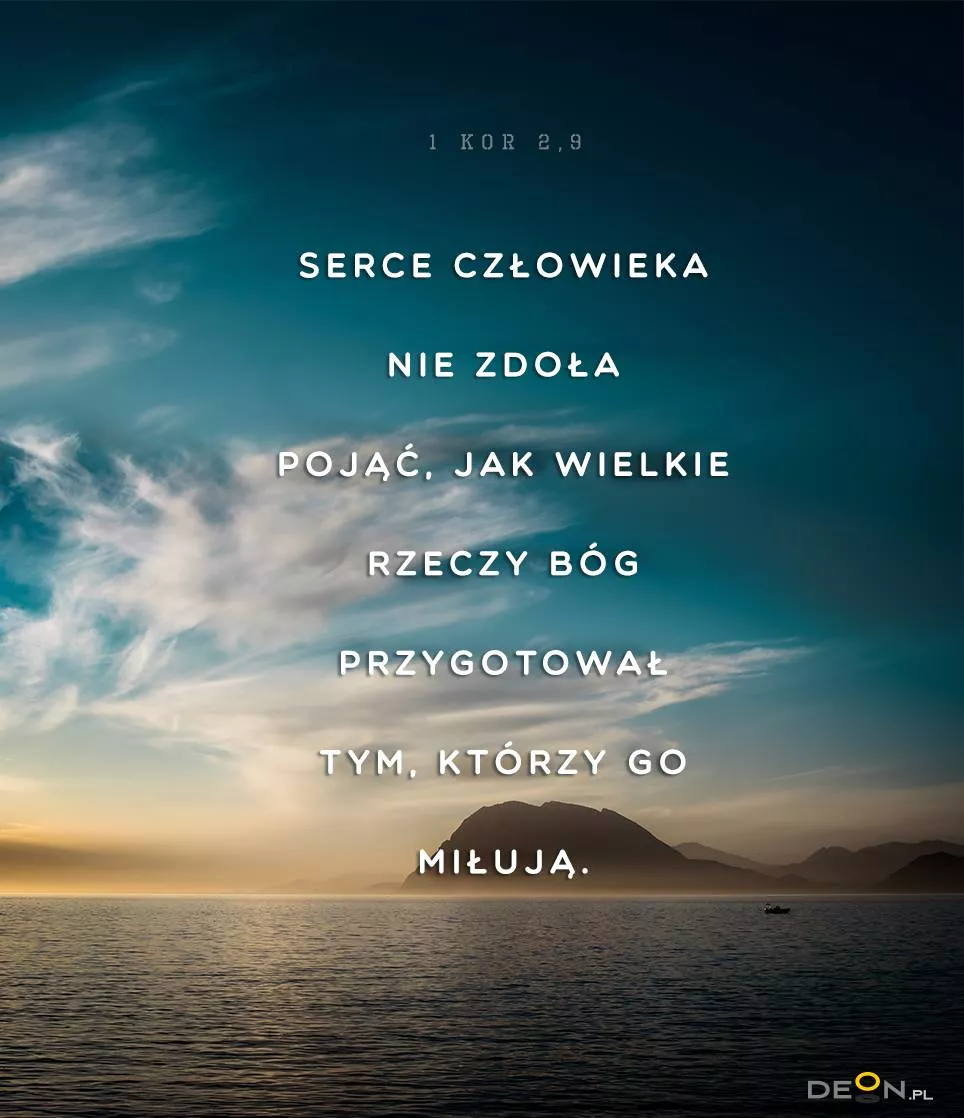 1 KOR 2,9
SERCE CZŁOWIEKA
NIE ZDOŁA
POJĄĆ, JAK WIELKIE
RZECZY BÓG
PRZYGOTOWAŁ
TYM, KTÓRZY GO
MIŁUJĄ.
DEON.PL